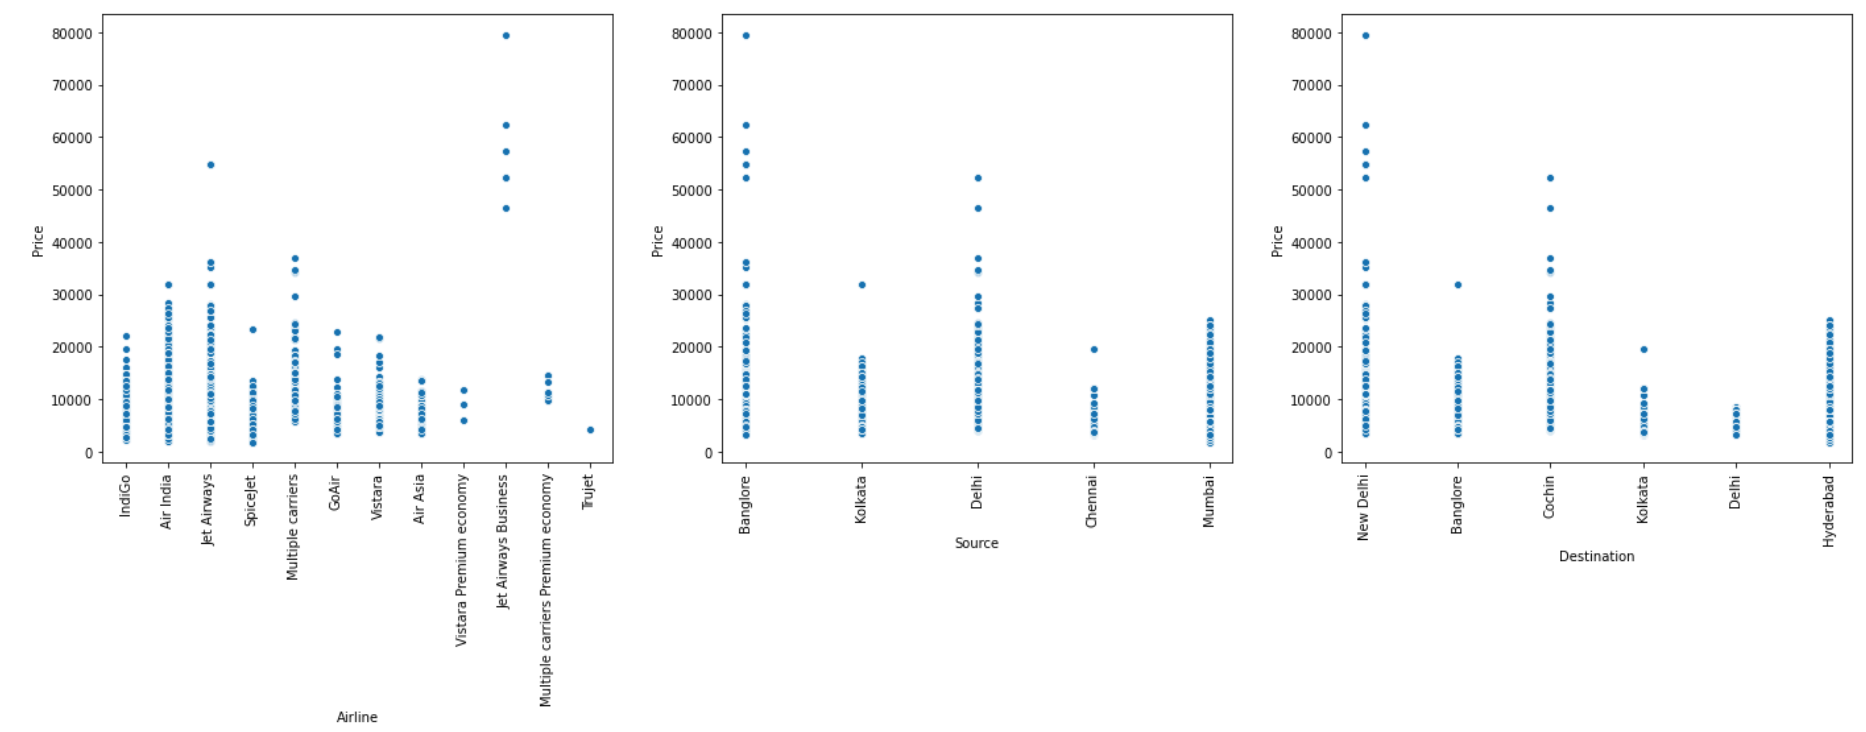 80000
70000
60000
50000
40000
30000
20000
10000
0
Price
IndiGo
Air India
Jet Airways
SpiceJet
Multiple carriers
GoAir
Vistara
Air Asia
Vistara Premium economy
Jet Airways Business
Multiple carriers Premium economy
Trujet
Airline
80000
70000
60000
50000
40000
30000
20000
10000
0
Price
Banglore
Kolkata
Delhi
Chennai
Mumbai
Source
80000
70000
60000
50000
40000
30000
20000
10000
0
Price
New Delhi
Banglore
Cochin
Kolkata
Delhi
Hyderabad
Destination